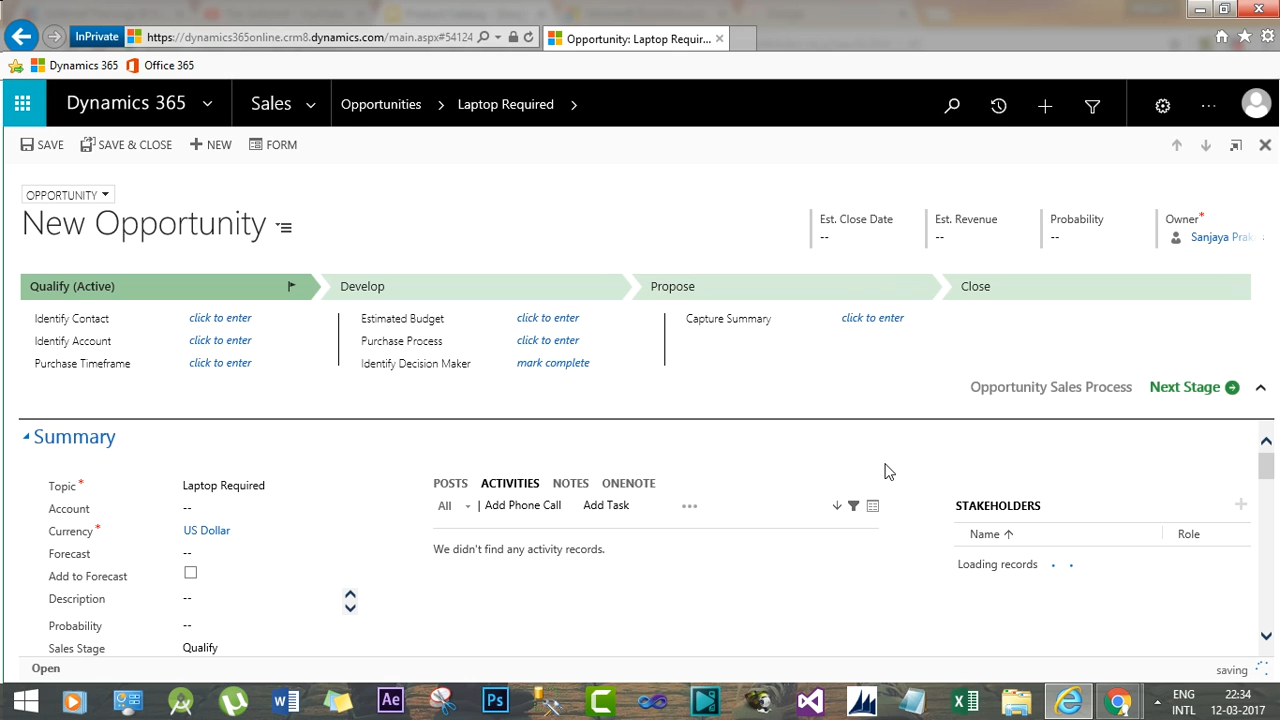 InPrivate https://dynamics365online.crm8.dynamics.com/main.aspx#54124 Opportunity: Laptop Requir...
Dynamics 365 Office 365
Dynamics 365 Sales Opportunities Laptop Required
SAVE SAVE & CLOSE NEW FORM
OPPORTUNITY
New Opportunity
Est. Close Date Est. Revenue Probability Owner*
-- -- -- Sanjaya Prak
Qualify (Active) Develop Propose Close
Identify Contact click to enter Estimated Budget click to enter Capture Summary click to enter
Identify Account click to enter Purchase Process click to enter
Purchase Timeframe click to enter Identify Decision Maker mark complete
Opportunity Sales Process Next Stage
Summary
Topic* Laptop Required
Account --
Currency* US Dollar
Forecast --
Add to Forecast
Description --
Probability --
Sales Stage Qualify
POSTS ACTIVITIES NOTES ONENOTE
All | Add Phone Call Add Task ...
We didn't find any activity records.
STAKEHOLDERS
Name Role
Loading records
Open saving
W Ae Ps C X
ENG 22:34
INTL 12-03-2017